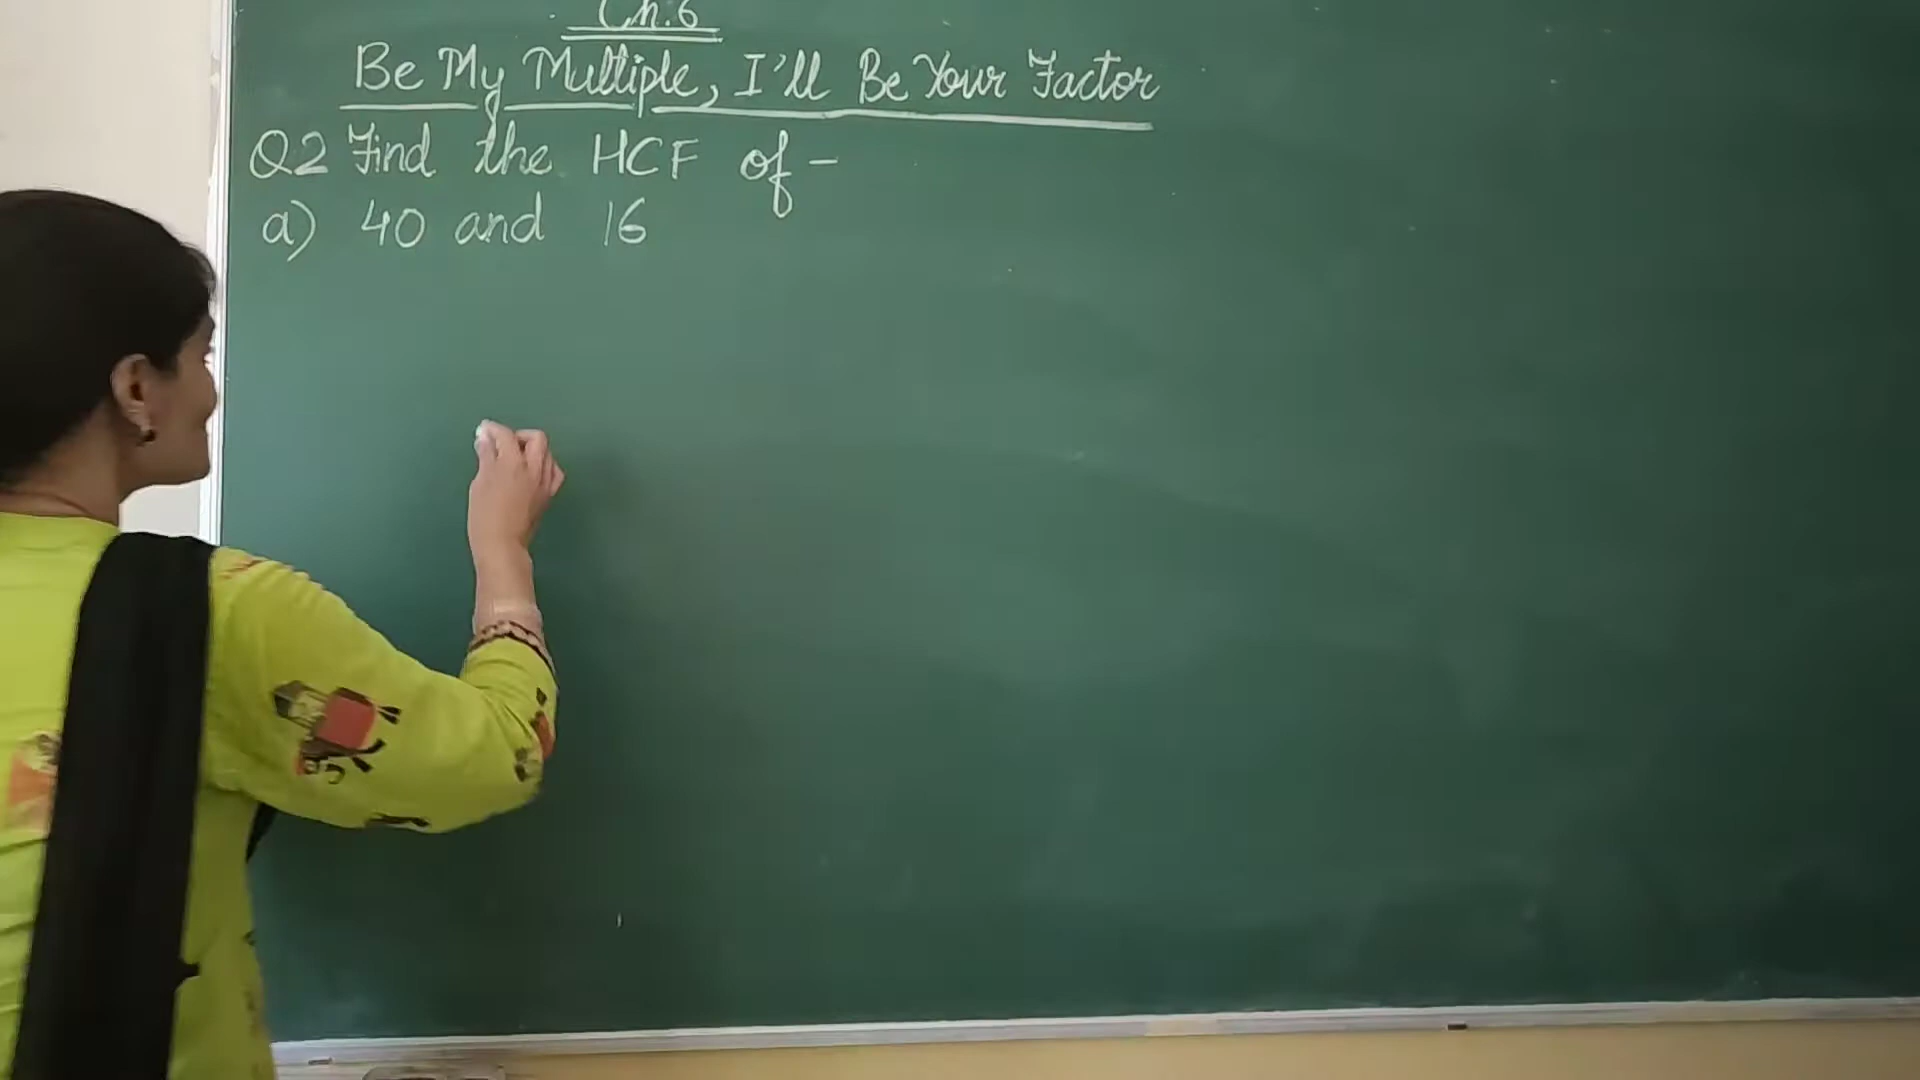 Ch.6
Be My Multiple, I'll Be Your Factor
Q2 Find the HCF of -
a) 40 and 16